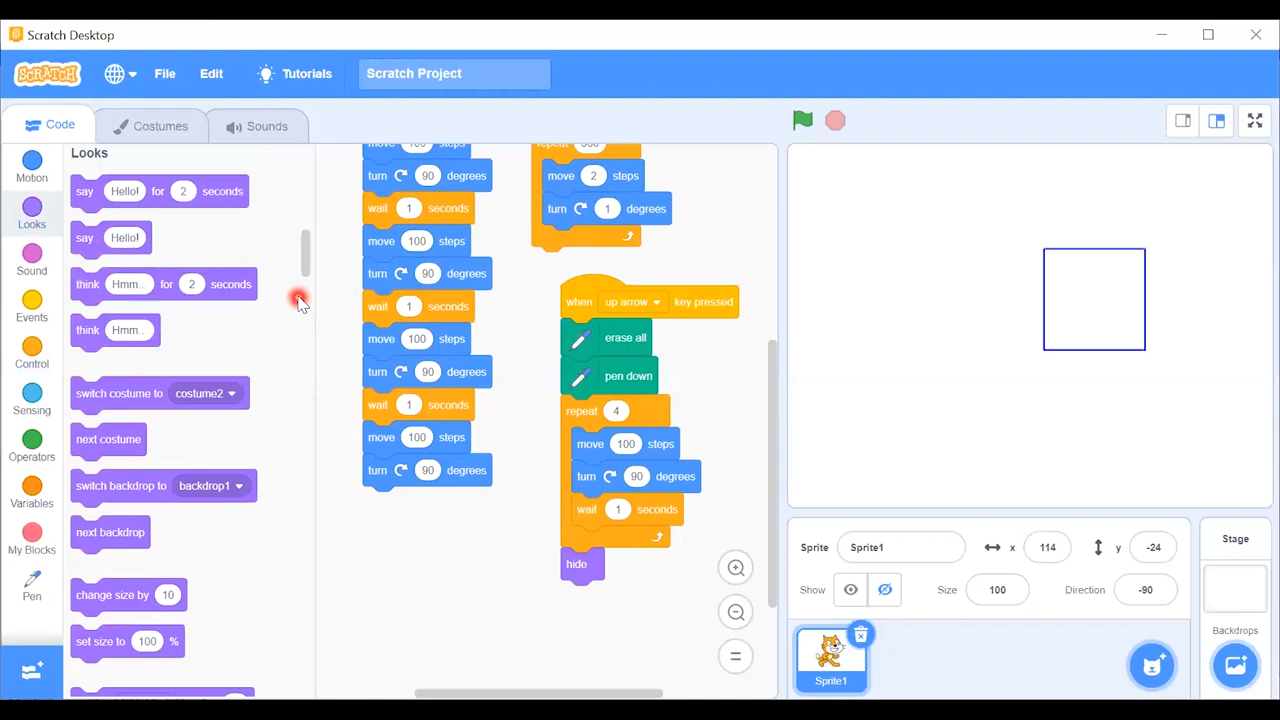 Scratch Desktop
SCRATCH
File
Edit
Tutorials
Scratch Project
Code
Costumes
Sounds
Motion
Looks
Sound
Events
Control
Sensing
Operators
Variables
My Blocks
Pen
Looks
say Hello! for 2 seconds
say Hello!
think Hmm... for 2 seconds
think Hmm...
switch costume to costume2
next costume
switch backdrop to backdrop1
next backdrop
change size by 10
set size to 100 %
move 100 steps
turn 90 degrees
wait 1 seconds
move 100 steps
turn 90 degrees
wait 1 seconds
move 100 steps
turn 90 degrees
wait 1 seconds
move 100 steps
turn 90 degrees
repeat
move 2 steps
turn 1 degrees
when up arrow key pressed
erase all
pen down
repeat 4
move 100 steps
turn 90 degrees
wait 1 seconds
hide
Sprite Sprite1 x 114 y -24
Show Size 100 Direction -90
Sprite1
Stage
Backdrops